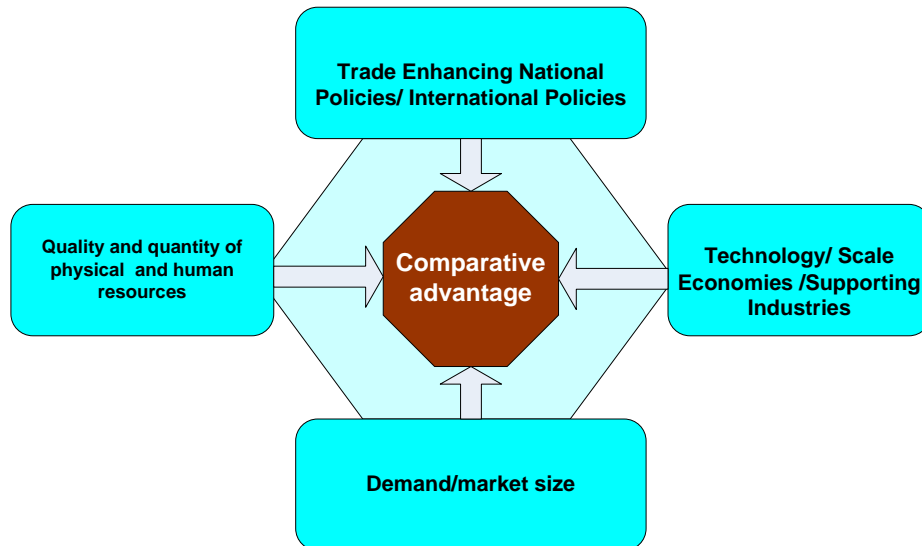 Trade Enhancing National
Policies/ International Policies
Quality and quantity of
physical and human
resources
Comparative
advantage
Technology/ Scale
Economies /Supporting
Industries
Demand/market size